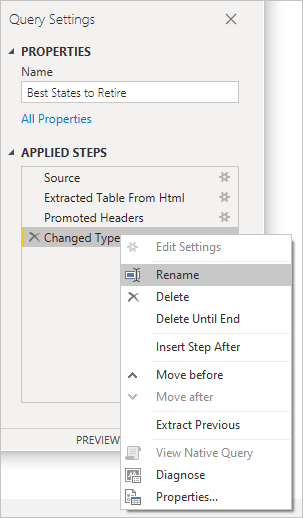 Query Settings
PROPERTIES
Name
Best States to Retire
All Properties
APPLIED STEPS
Source
Extracted Table From Html
Promoted Headers
Changed Type
Edit Settings
Rename
Delete
Delete Until End
Insert Step After
Move before
Move after
Extract Previous
View Native Query
Diagnose
Properties...
PREVIEW